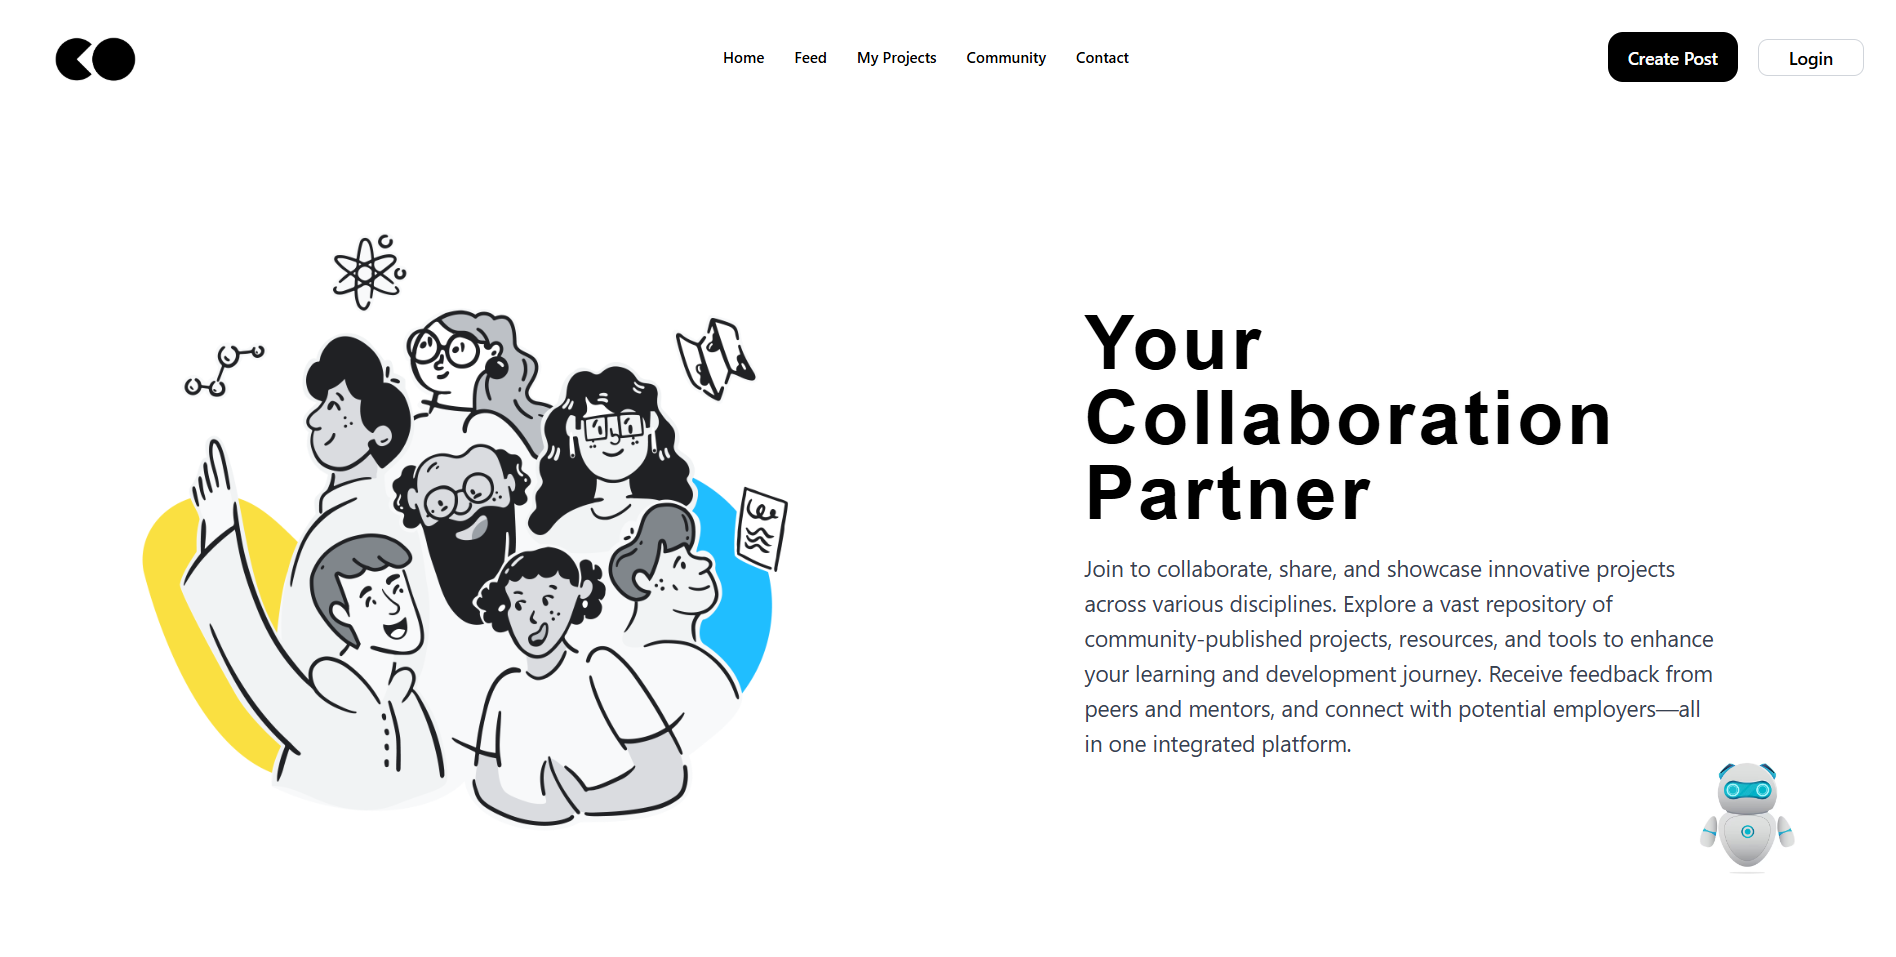 Home
Feed
My Projects
Community
Contact
Create Post
Login
Your
Collaboration
Partner
Join to collaborate, share, and showcase innovative projects
across various disciplines. Explore a vast repository of
community-published projects, resources, and tools to enhance
your learning and development journey. Receive feedback from
peers and mentors, and connect with potential employers—all
in one integrated platform.